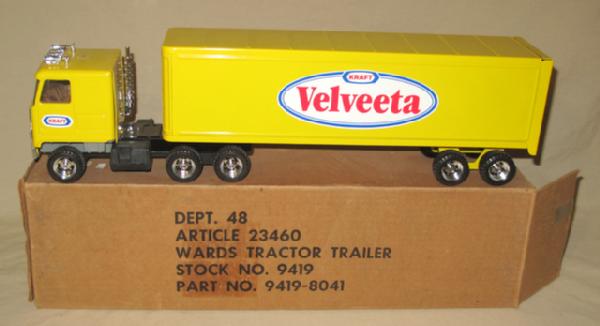 KRAFT
Velveeta
KRAFT
DEPT. 48
ARTICLE 23460
WARDS TRACTOR TRAILER
STOCK NO. 9419
PART NO. 9419-8041